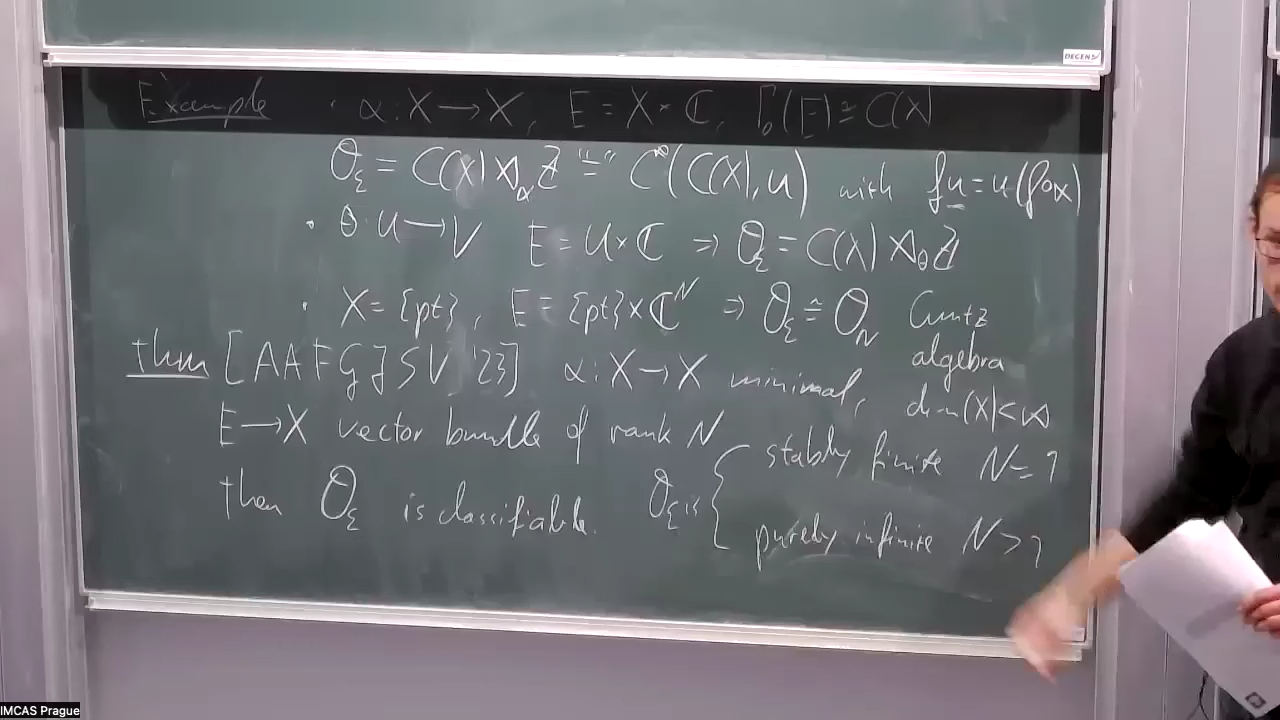 DEGEN
Example · α: X → X, E = X × ℂ, Γ₀(E) ≅ C(X)
O_ξ = C(X) ⋊_α ℤ "=" C*(C(X), u) with fu = u(f∘α)
· θ: U → V E = U × ℂ ⇒ O_ξ = C(X) ⋊_θ ℤ
· X = {pt}, E = {pt} × ℂ^N ⇒ O_ξ ≅ O_N Cuntz algebra
thm [AAFGJSV '23] α: X → X minimal, dim(X) < ∞
E → X vector bundle of rank N
then O_ξ is classifiable. O_ξ is { stably finite N = 1
purely infinite N > 1
IMCAS Prague